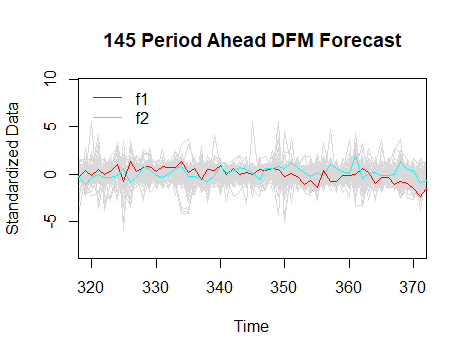 145 Period Ahead DFM Forecast
Standardized Data
10
5
0
-5
f1
f2
320 330 340 350 360 370
Time